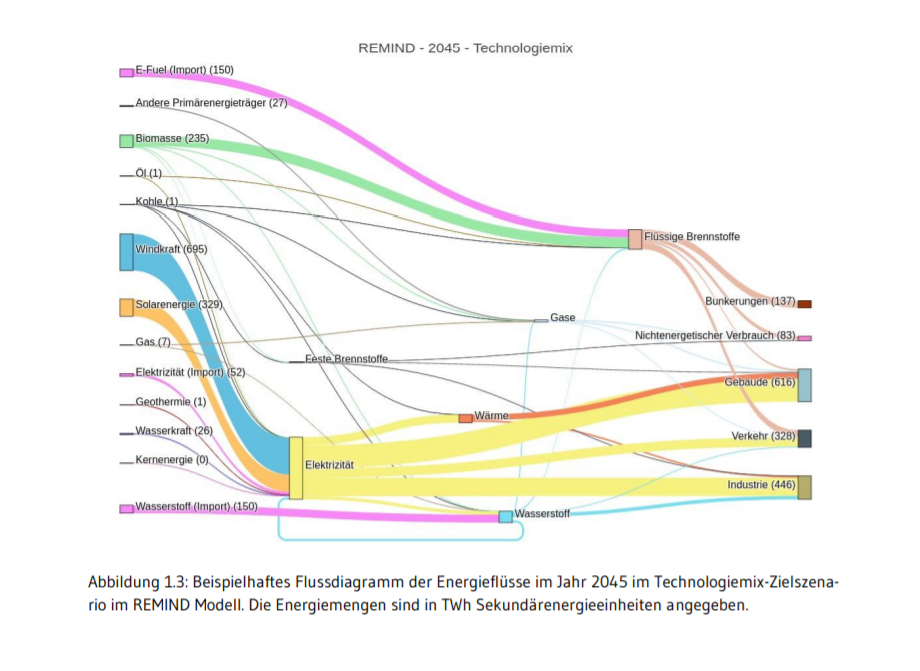 REMIND - 2045 - Technologiemix
E-Fuel (Import) (150)
Andere Primärenergieträger (27)
Biomasse (235)
Öl (1)
Kohle (1)
Windkraft (695)
Solarenergie (329)
Gas (7)
Elektrizität (Import) (52)
Geothermie (1)
Wasserkraft (26)
Kernenergie (0)
Wasserstoff (Import) (150)
Feste Brennstoffe
Elektrizität
Wärme
Wasserstoff
Gase
Flüssige Brennstoffe
Bunkerungen (137)
Nichtenergetischer Verbrauch (83)
Gebäude (616)
Verkehr (328)
Industrie (446)
Abbildung 1.3: Beispielhaftes Flussdiagramm der Energieflüsse im Jahr 2045 im Technologiemix-Zielszena-
rio im REMIND Modell. Die Energiemengen sind in TWh Sekundärenergieeinheiten angegeben.